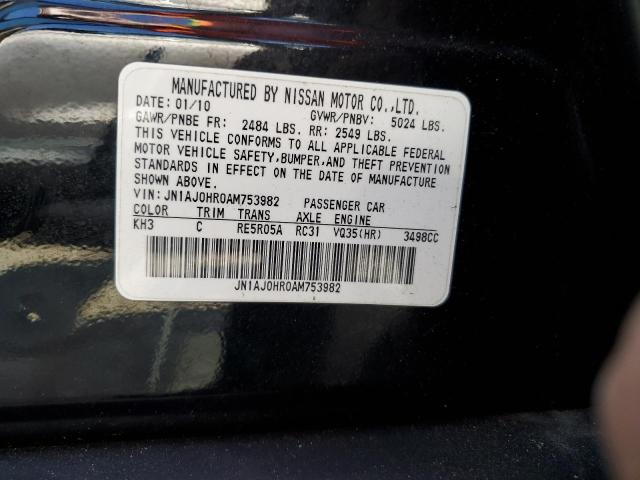 MANUFACTURED BY NISSAN MOTOR CO.,LTD.
DATE: 01/10 GVWR/PNBV: 5024 LBS.
GAWR/PNBE FR: 2484 LBS. RR: 2549 LBS.
THIS VEHICLE CONFORMS TO ALL APPLICABLE FEDERAL
MOTOR VEHICLE SAFETY,BUMPER,AND THEFT PREVENTION
STANDARDS IN EFFECT ON THE DATE OF MANUFACTURE
SHOWN ABOVE.
VIN: JN1AJ0HR0AM753982 PASSENGER CAR
COLOR TRIM TRANS AXLE ENGINE
KH3 C RE5R05A RC31 VQ35(HR) 3498CC
JN1AJ0HR0AM753982